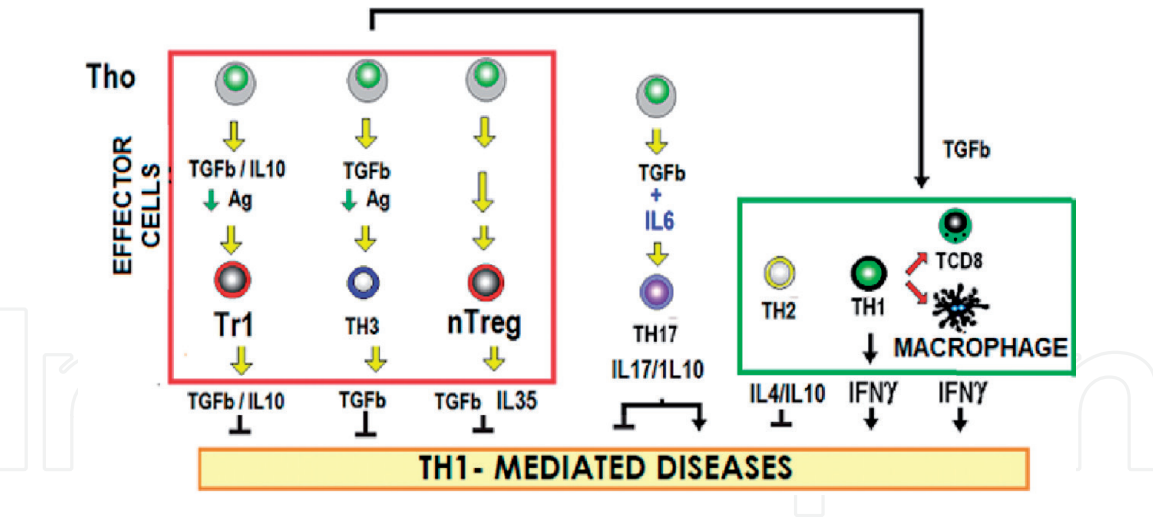 Tho
EFFECTOR
CELLS
TGFb / IL10
Ag
Tr1
TGFb / IL10
TGFb
Ag
TH3
TGFb
nTreg
TGFb IL35
TGFb
+
IL6
TH17
IL17/1L10
TGFb
TH2
IL4/IL10
TH1
IFNγ
TCD8
MACROPHAGE
IFNγ
TH1- MEDIATED DISEASES